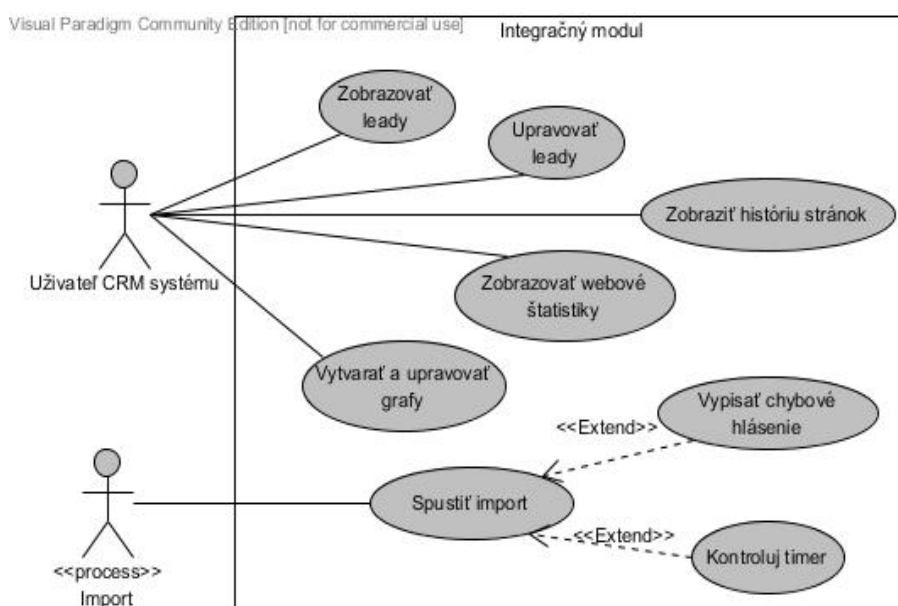 Visual Paradigm Community Edition [not for commercial use]
Integračný modul
Zobrazovať
leady
Upravovať
leady
Zobraziť históriu stránok
Uživateľ CRM systému
Zobrazovať webové
štatistiky
Vytvarať a upravovať
grafy
Vypisať chybové
hlásenie
<<Extend>>
Spustiť import
<<Extend>>
Kontroluj timer
<<process>>
Import